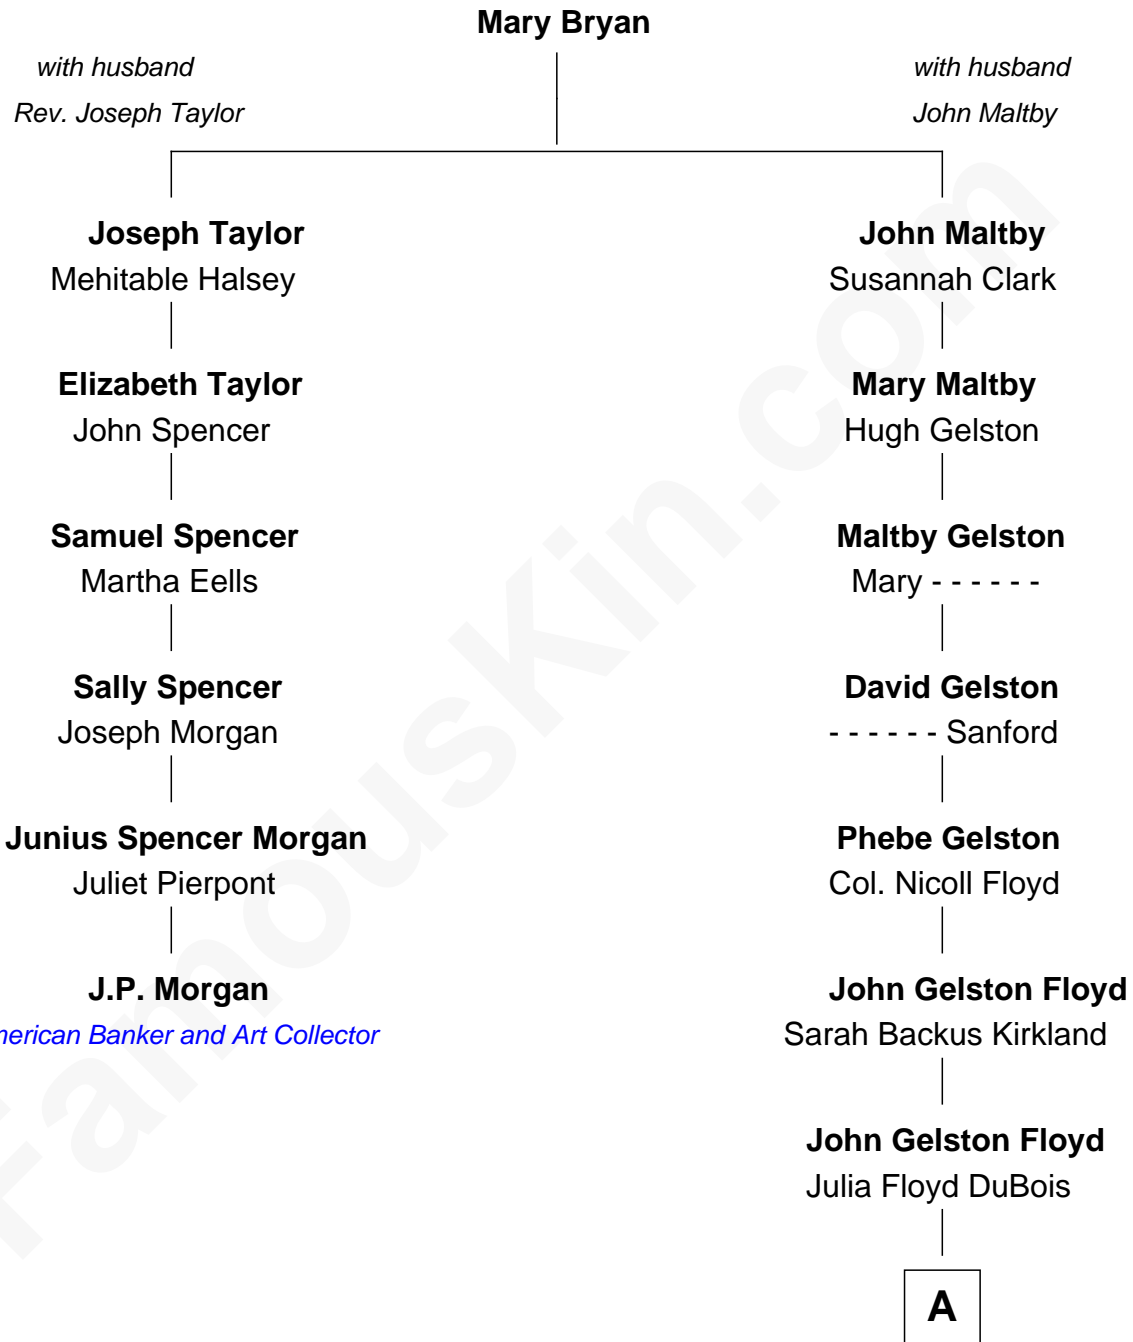 Mary Bryan
with husband
Rev. Joseph Taylor
with husband
John Maltby
Joseph Taylor
Mehitable Halsey
John Maltby
Susannah Clark
Elizabeth Taylor
John Spencer
Mary Maltby
Hugh Gelston
Samuel Spencer
Martha Eells
Maltby Gelston
Mary - - - - - -
Sally Spencer
Joseph Morgan
David Gelston
- - - - - - Sanford
Junius Spencer Morgan
Juliet Pierpont
Phebe Gelston
Col. Nicoll Floyd
J.P. Morgan
merican Banker and Art Collector
John Gelston Floyd
Sarah Backus Kirkland
John Gelston Floyd
Julia Floyd DuBois
A
FamousKin.com